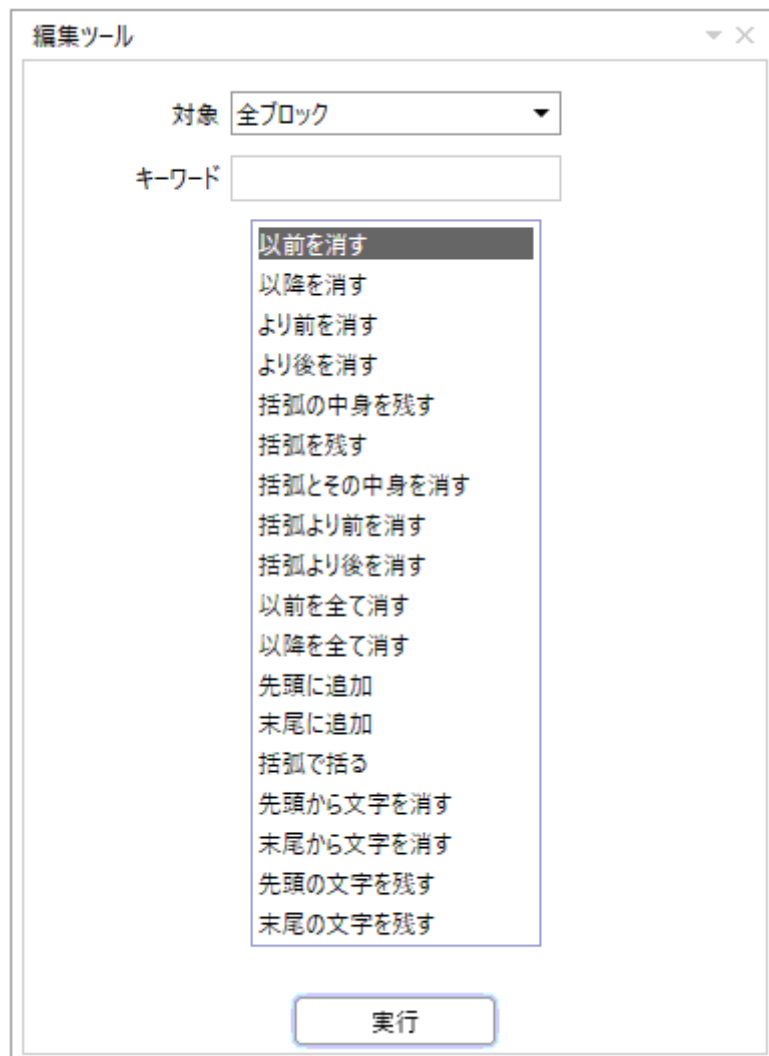 編集ツール
対象 全ブロック
キーワード
以前を消す
以降を消す
より前を消す
より後を消す
括弧の中身を残す
括弧を残す
括弧とその中身を消す
括弧より前を消す
括弧より後を消す
以前を全て消す
以降を全て消す
先頭に追加
末尾に追加
括弧で括る
先頭から文字を消す
末尾から文字を消す
先頭の文字を残す
末尾の文字を残す
実行